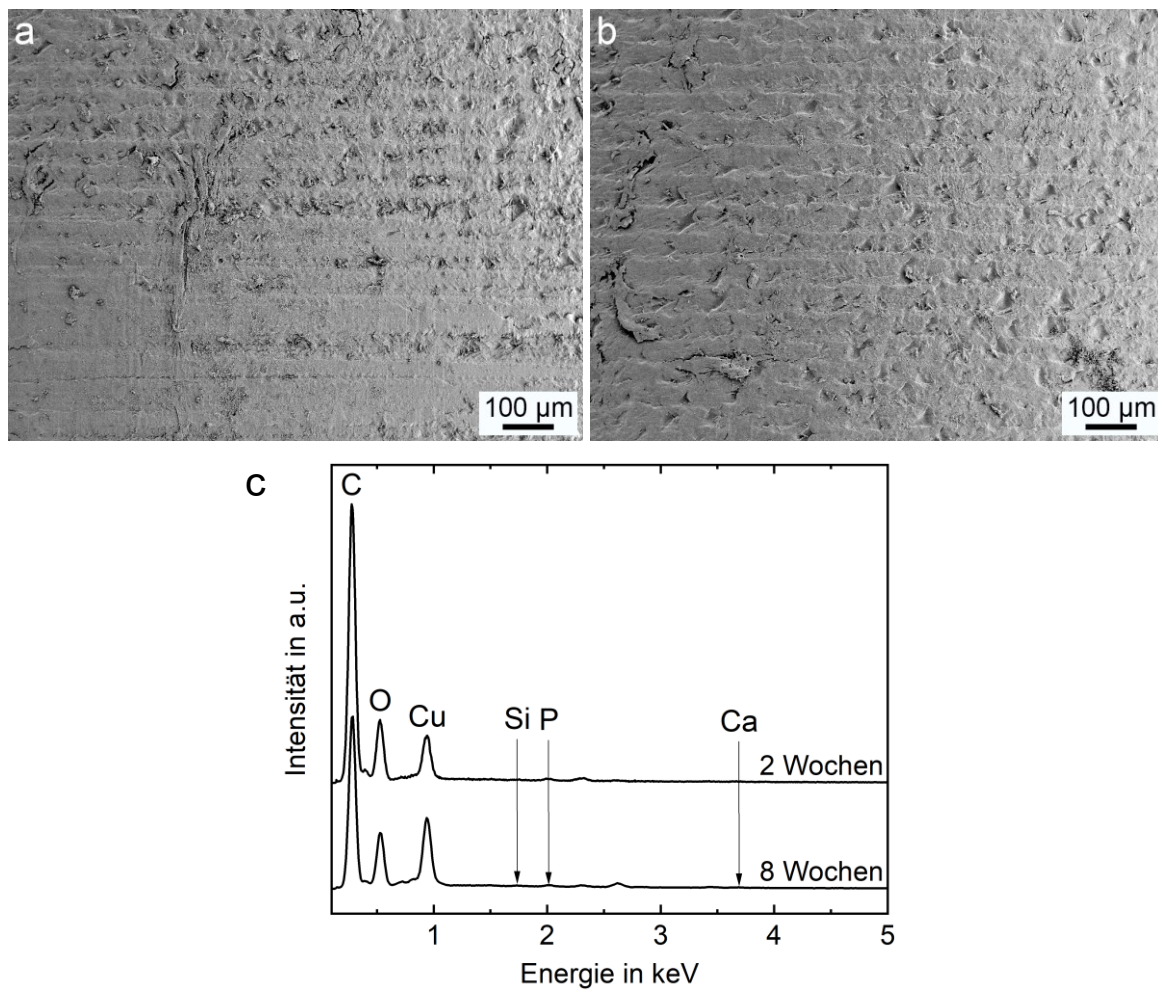 a
b
100 µm
100 µm
c
C
O
Cu
Si
P
Ca
2 Wochen
8 Wochen
Intensität in a.u.
1
2
3
4
5
Energie in keV